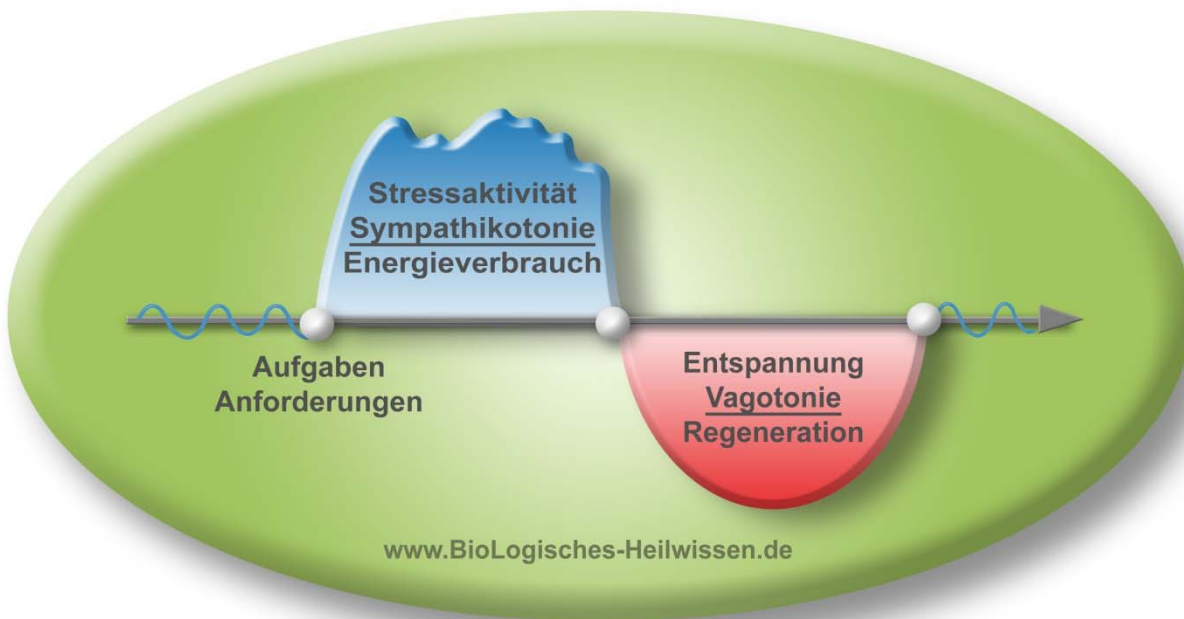 Stressaktivität
Sympathikotonie
Energieverbrauch
Aufgaben
Anforderungen
Entspannung
Vagotonie
Regeneration
www.BioLogisches-Heilwissen.de